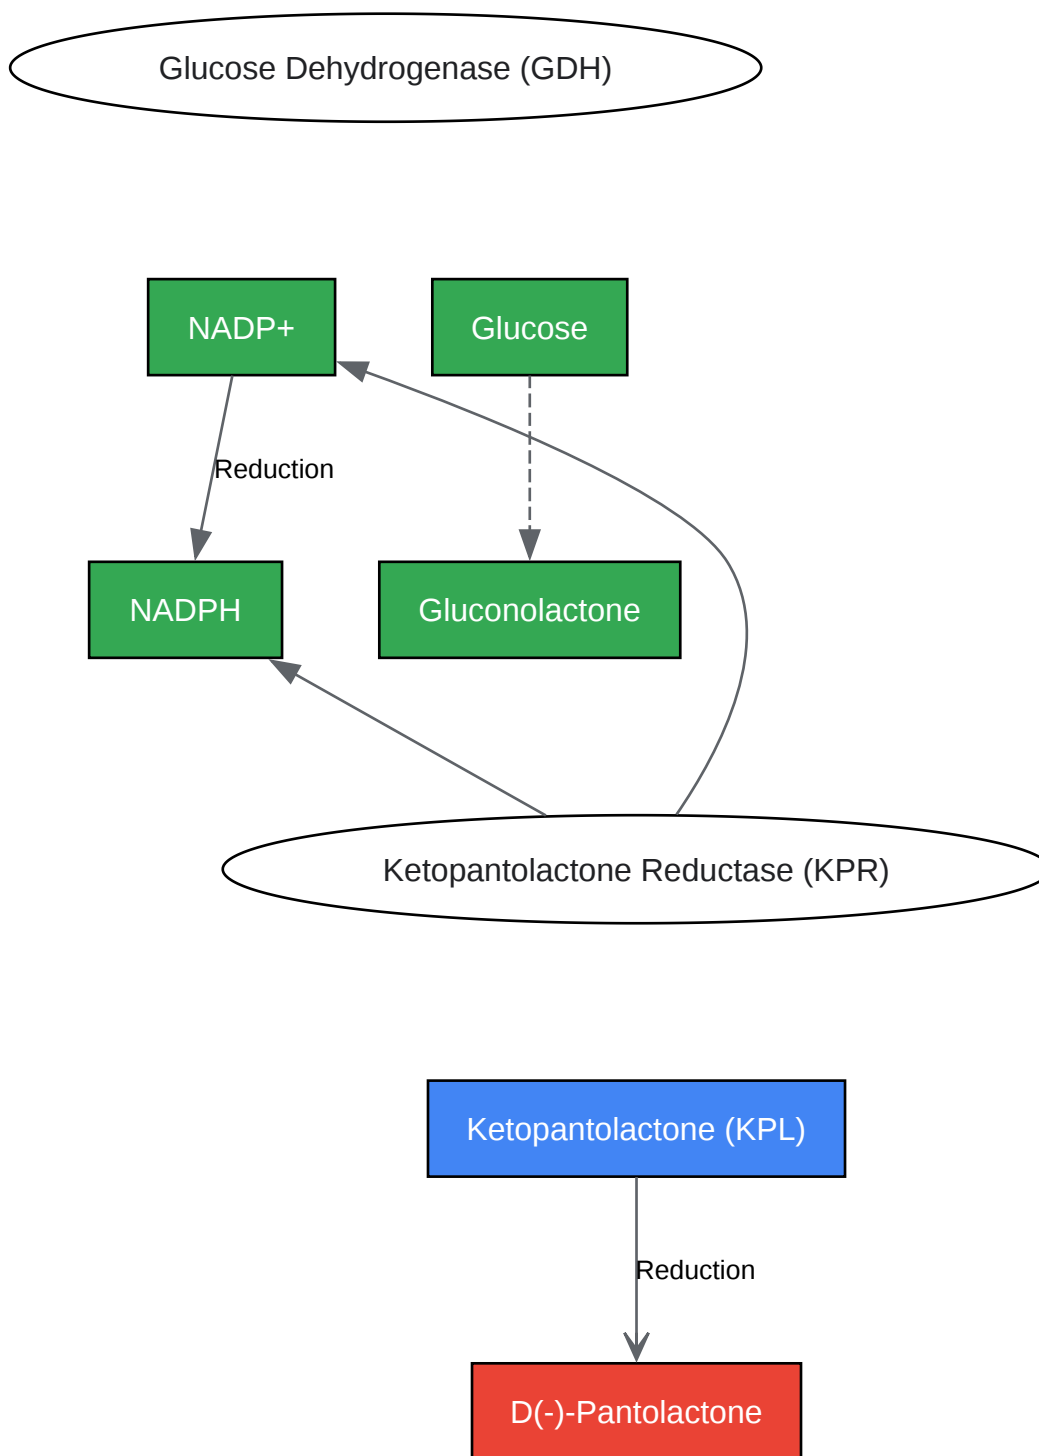 Glucose Dehydrogenase (GDH)
NADP+
Glucose
Reduction
NADPH
Gluconolactone
Ketopantolactone Reductase (KPR)
Ketopantolactone (KPL)
Reduction
D(-)-Pantolactone